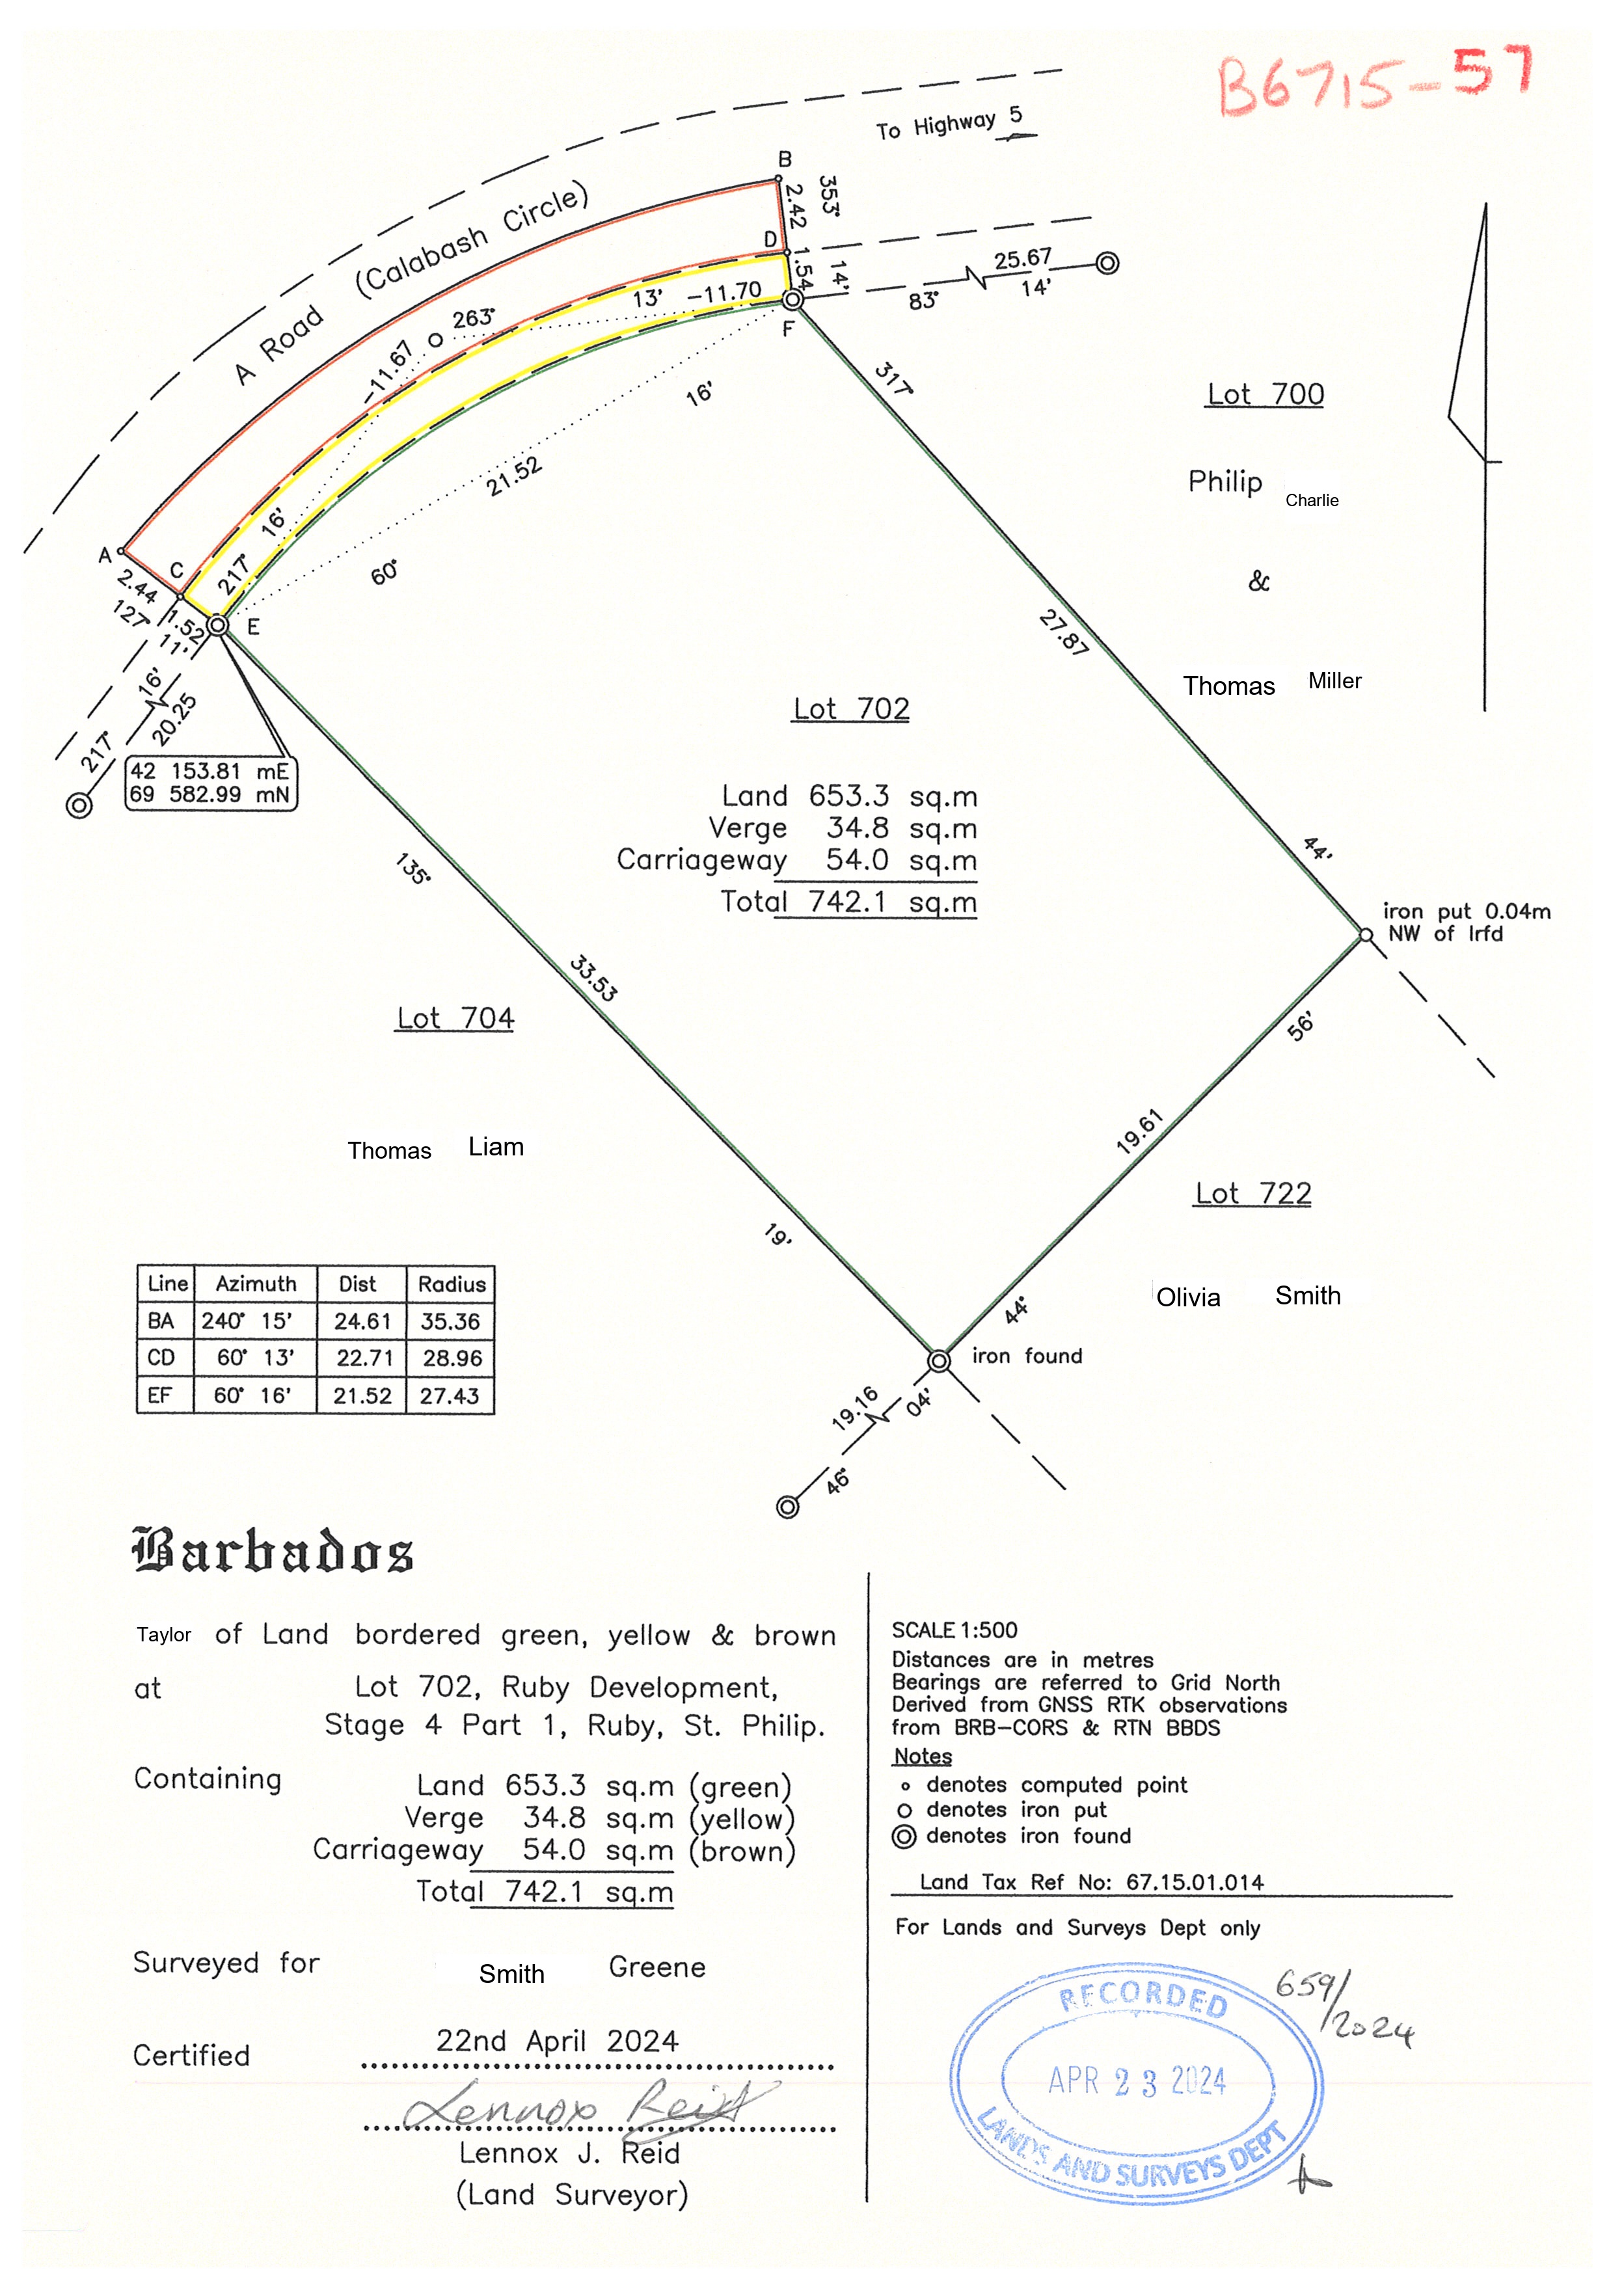 B6715-57
To Highway 5
A Road (Calabash Circle)
B
353°
2.42
D
1.54
14'
25.67
83°
14'
13' -11.70
263°
-11.67
F
317°
16'
21.52
60°
16'
217°
A
C
2.44
127°
1.52
11'
E
16'
20.25
217°
42 153.81 mE
69 582.99 mN
Lot 700
Philip Charlie
&
Thomas Miller
27.87
44'
Lot 702
Land 653.3 sq.m
Verge 34.8 sq.m
Carriageway 54.0 sq.m
Total 742.1 sq.m
iron put 0.04m
NW of Irfd
135°
33.53
19'
Lot 704
Thomas Liam
56'
19.61
44°
Lot 722
Olivia Smith
iron found
19.16
04'
46°
Line Azimuth Dist Radius
BA 240° 15' 24.61 35.36
CD 60° 13' 22.71 28.96
EF 60° 16' 21.52 27.43
Barbados
Taylor of Land bordered green, yellow & brown
at Lot 702, Ruby Development,
Stage 4 Part 1, Ruby, St. Philip.
Containing Land 653.3 sq.m (green)
Verge 34.8 sq.m (yellow)
Carriageway 54.0 sq.m (brown)
Total 742.1 sq.m
Surveyed for Smith Greene
Certified 22nd April 2024
Lennox Reid
Lennox J. Reid
(Land Surveyor)
SCALE 1:500
Distances are in metres
Bearings are referred to Grid North
Derived from GNSS RTK observations
from BRB-CORS & RTN BBDS
Notes
denotes computed point
denotes iron put
denotes iron found
Land Tax Ref No: 67.15.01.014
For Lands and Surveys Dept only
659/2024
RECORDED
APR 23 2024
LANDS AND SURVEYS DEPT